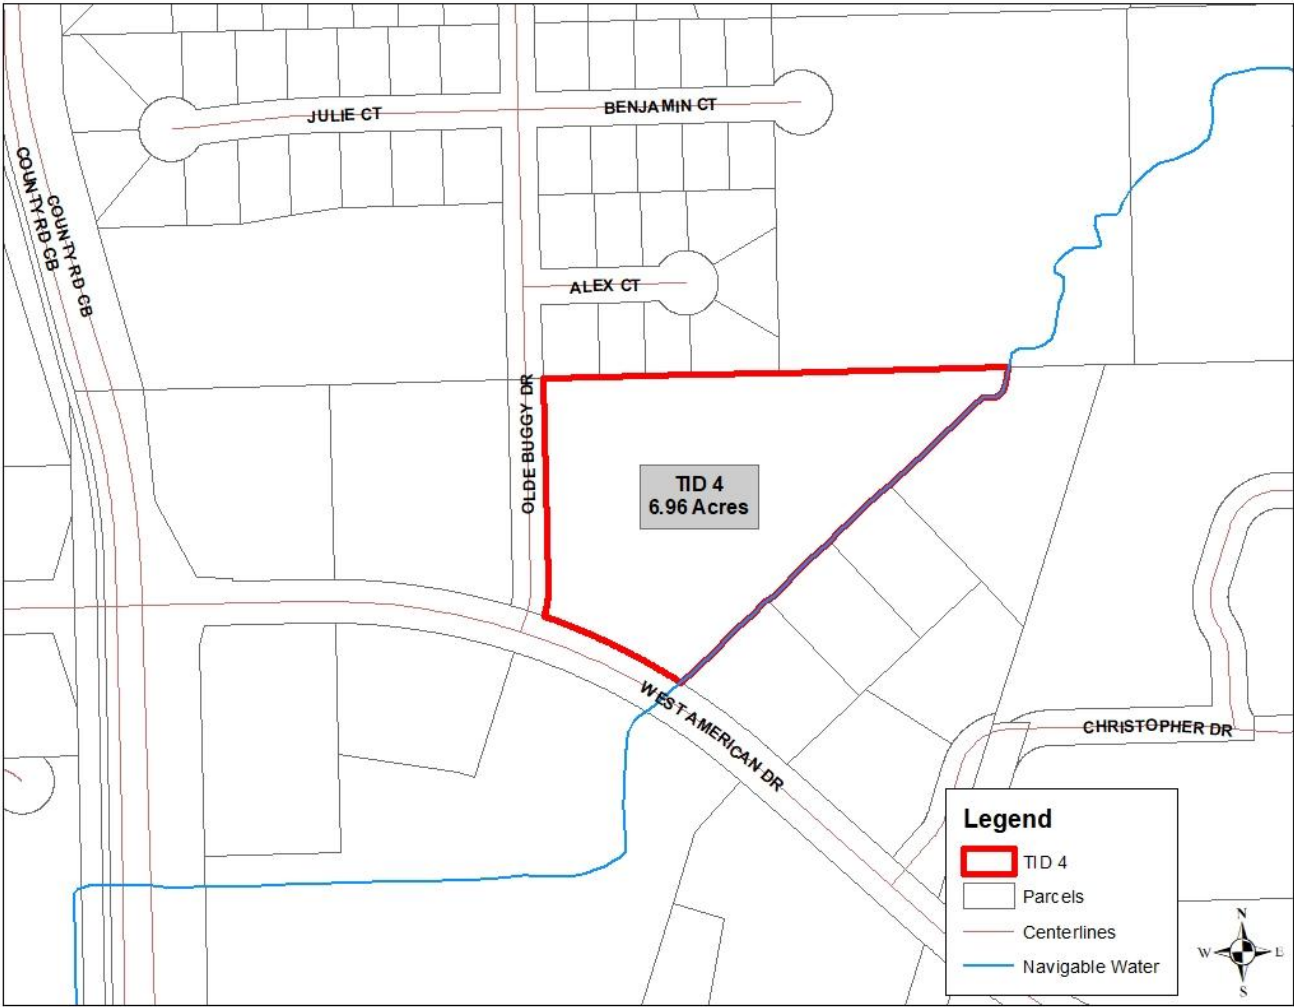 JULIE CT
BENJAMIN CT
COUNTY RD CB
COUNTY RD CB
ALEX CT
OLDE BUGGY DR
TID 4
6.96 Acres
WEST AMERICAN DR
CHRISTOPHER DR
Legend
TID 4
Parcels
Centerlines
Navigable Water
N
W E
S